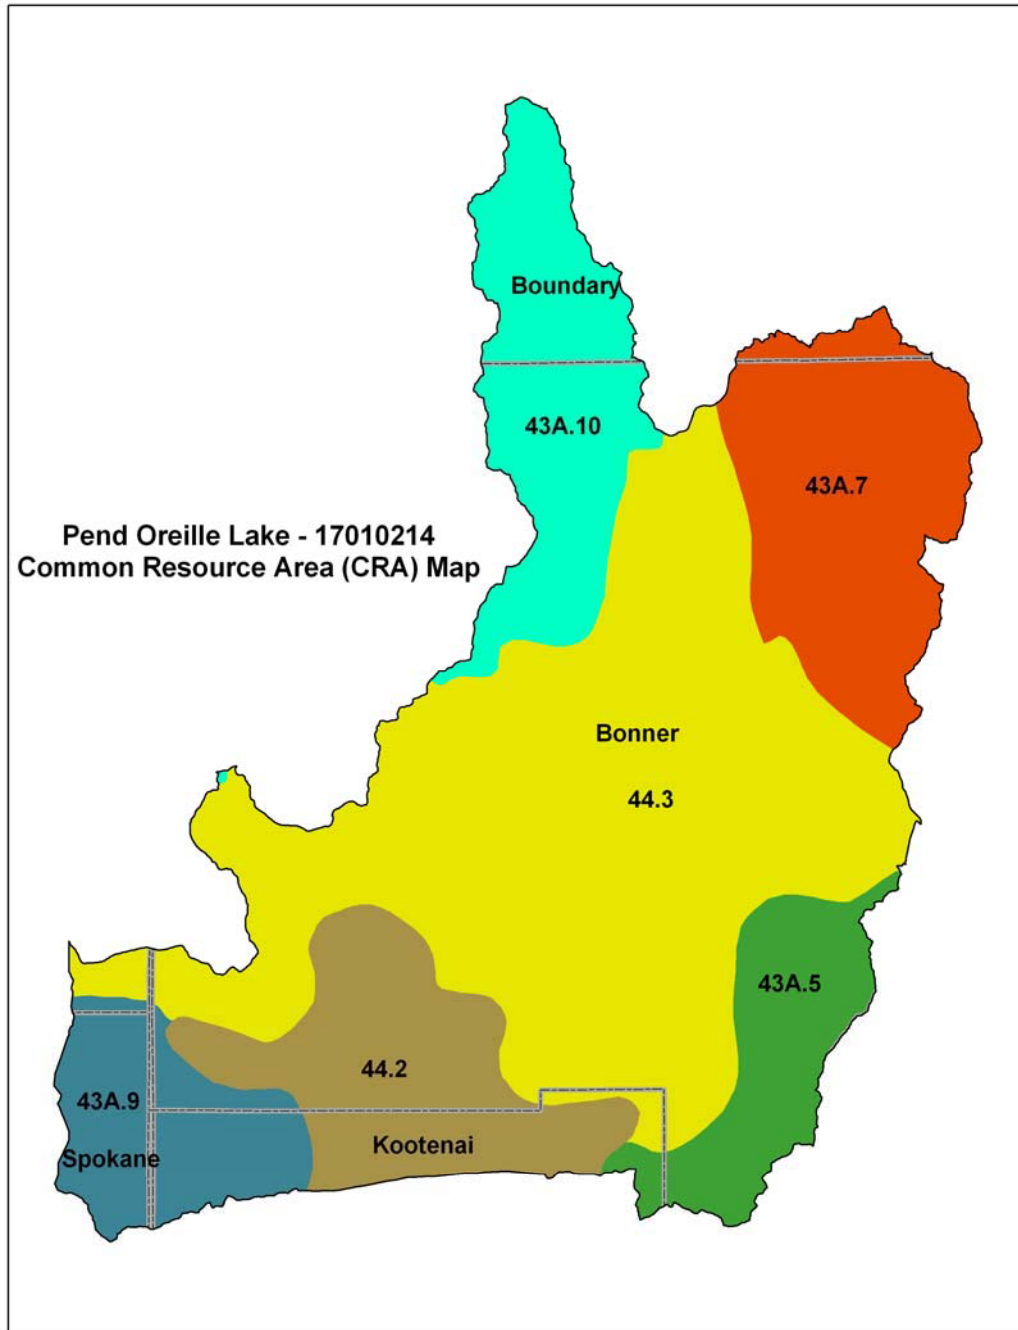 Boundary
43A.10
43A.7
Pend Oreille Lake - 17010214
Common Resource Area (CRA) Map
Bonner
44.3
43A.5
44.2
43A.9
Kootenai
Spokane